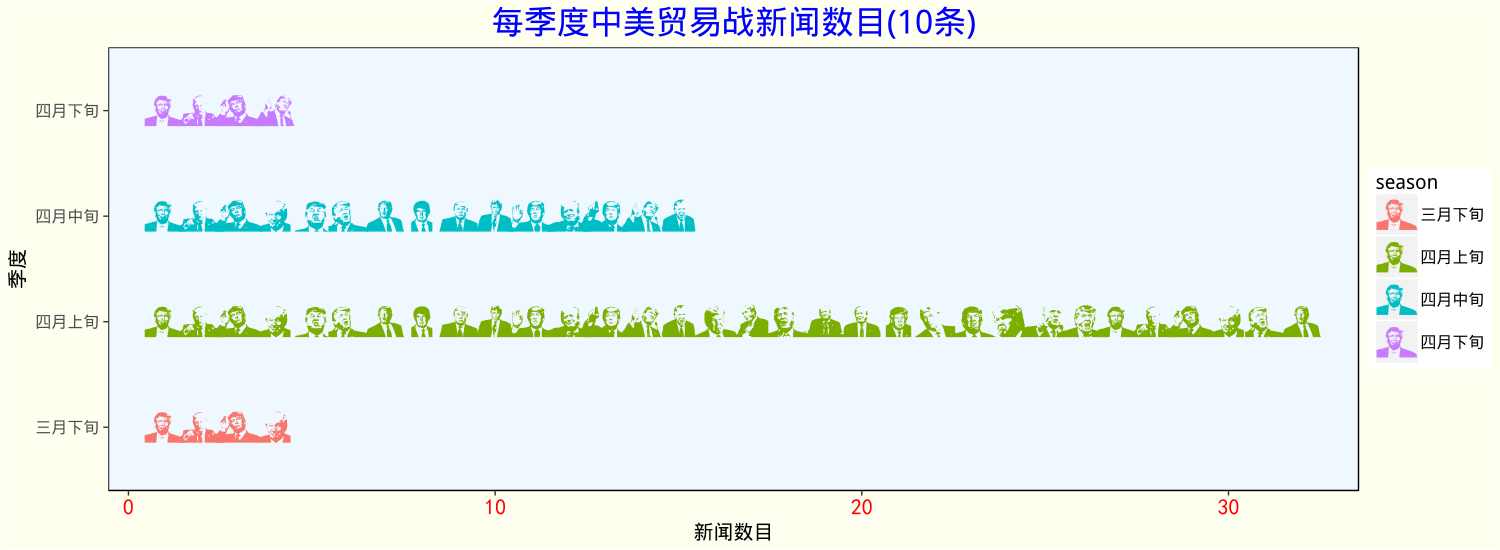 每季度中美贸易战新闻数目(10条)
季度
四月下旬
四月中旬
四月上旬
三月下旬
0 10 20 30
新闻数目
season
三月下旬
四月上旬
四月中旬
四月下旬